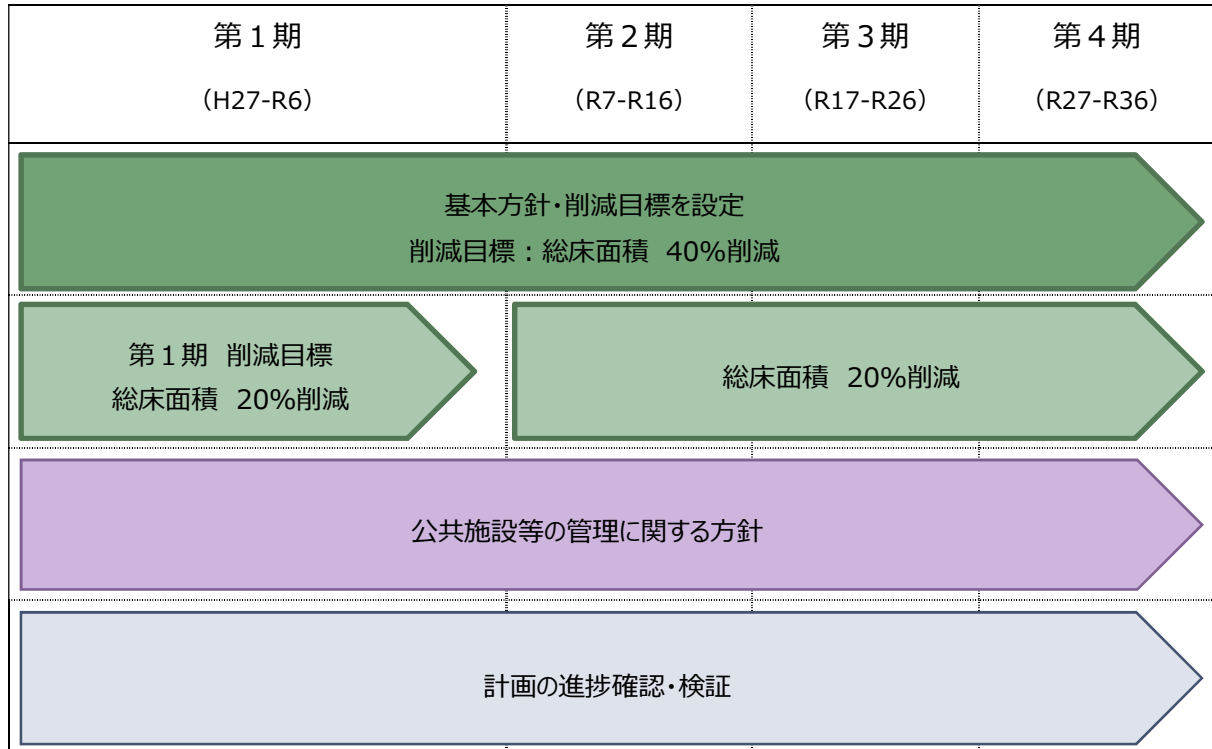 第１期
第２期
第３期
第４期
（H27-R6）
（R7-R16）
（R17-R26）
（R27-R36）
基本方針・削減目標を設定
削減目標：総床面積 40%削減
第１期 削減目標
総床面積 20%削減
総床面積 20%削減
公共施設等の管理に関する方針
計画の進捗確認・検証